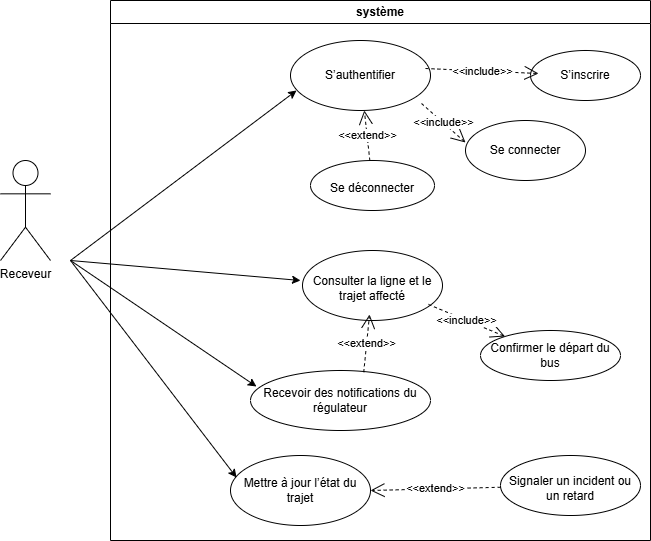 système
S'authentifier
<<include>>
S'inscrire
<<include>>
<<extend>>
Se connecter
Se déconnecter
Receveur
Consulter la ligne et le
trajet affecté
<<include>>
<<extend>>
Confirmer le départ du
bus
Recevoir des notifications du
régulateur
Mettre à jour l'état du
trajet
<<extend>>
Signaler un incident ou
un retard